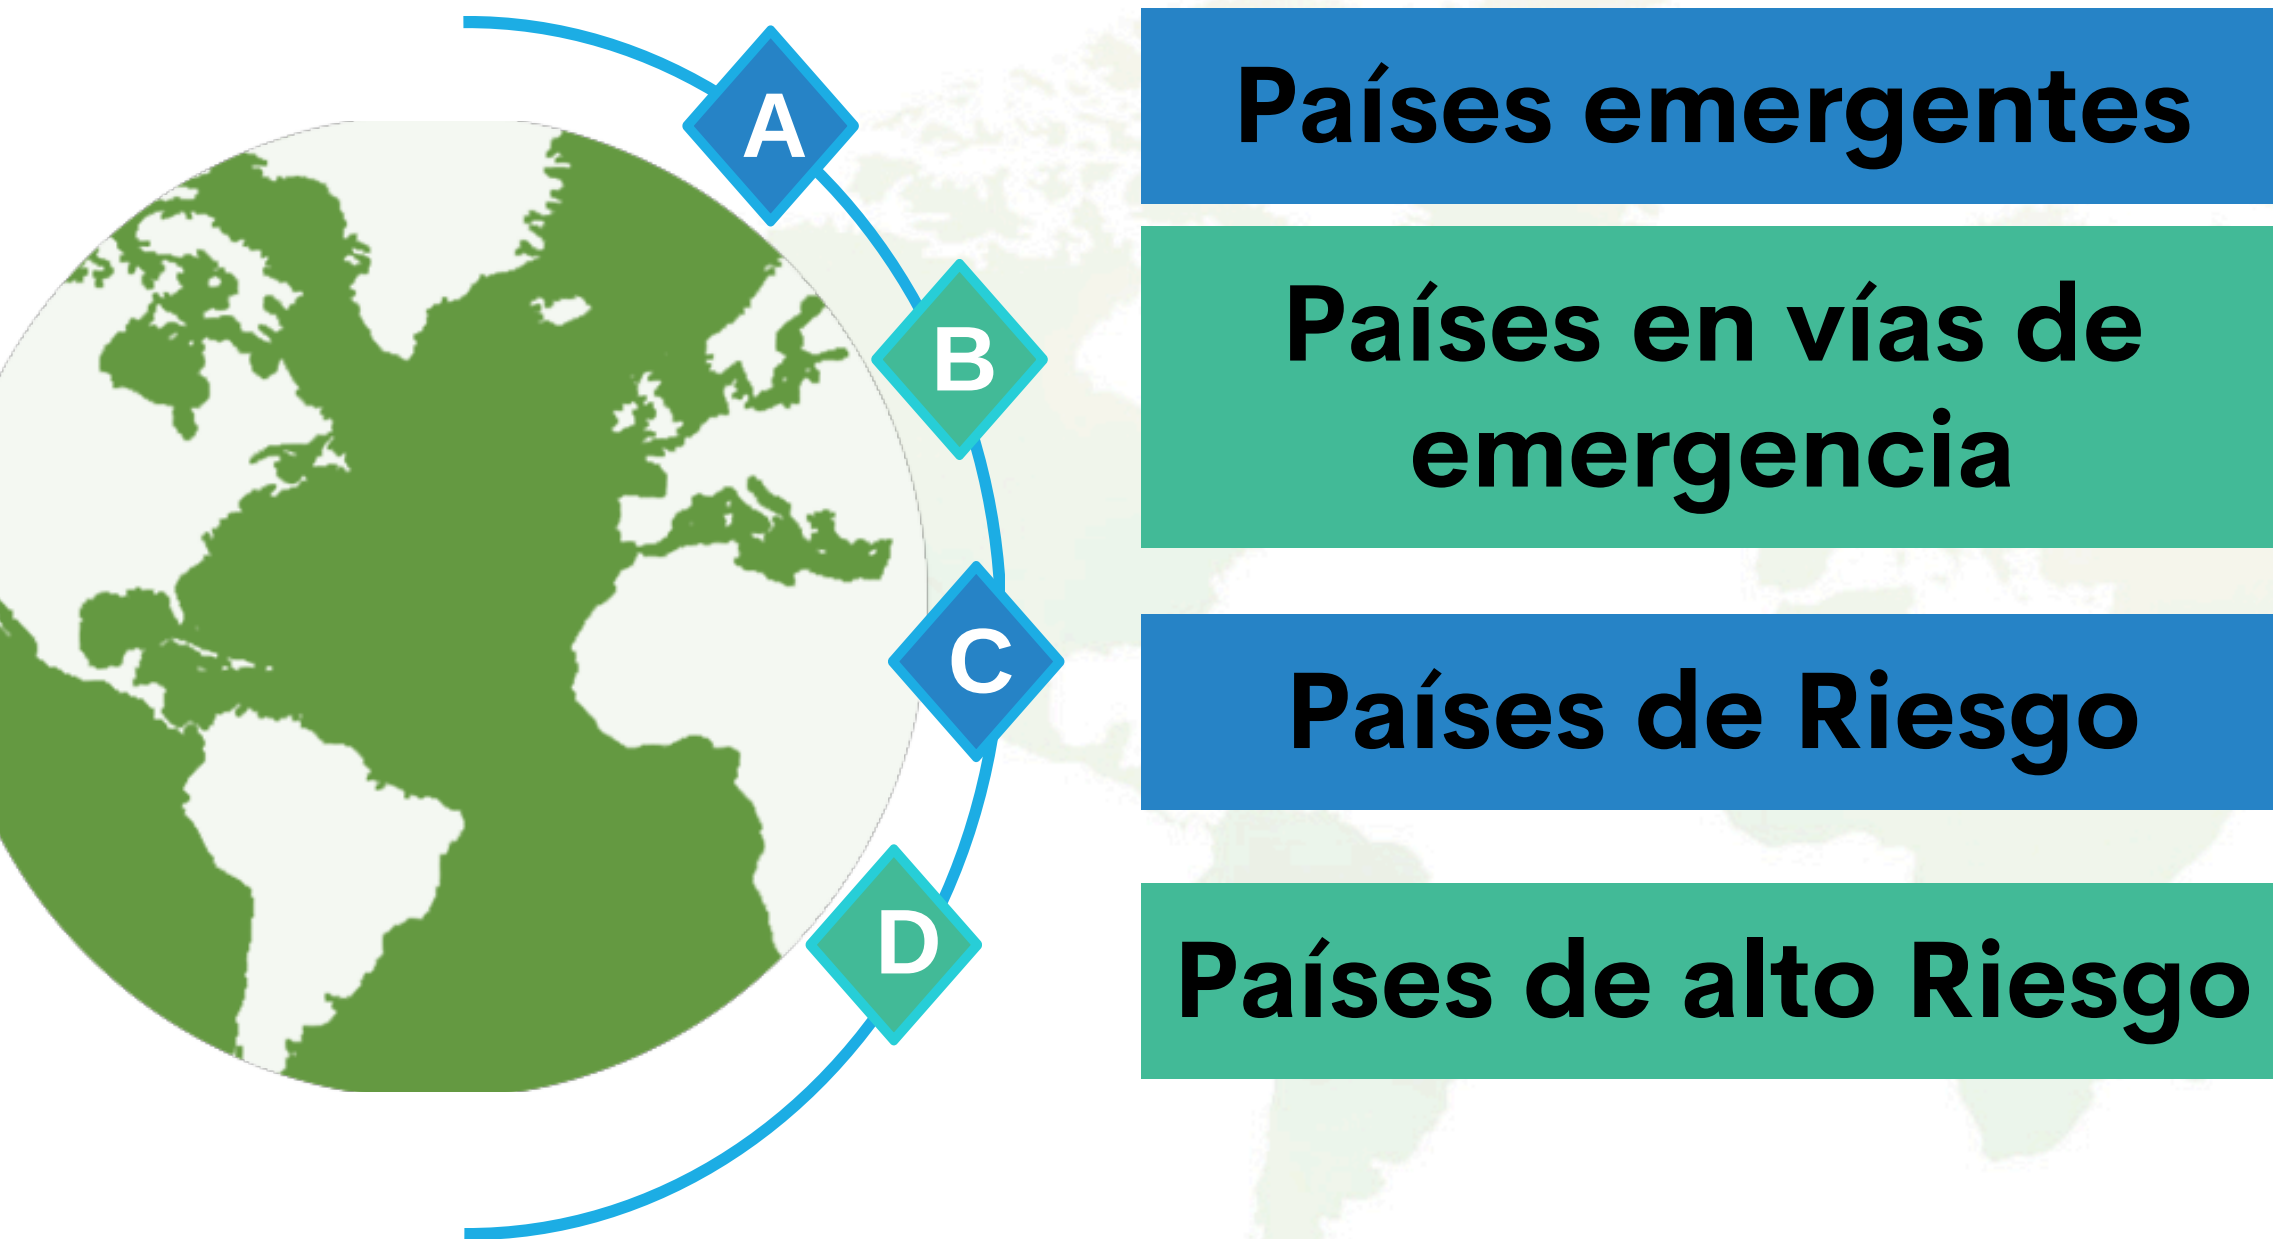 A
Países emergentes
B
Países en vías de
emergencia
C
Países de Riesgo
D
Países de alto Riesgo